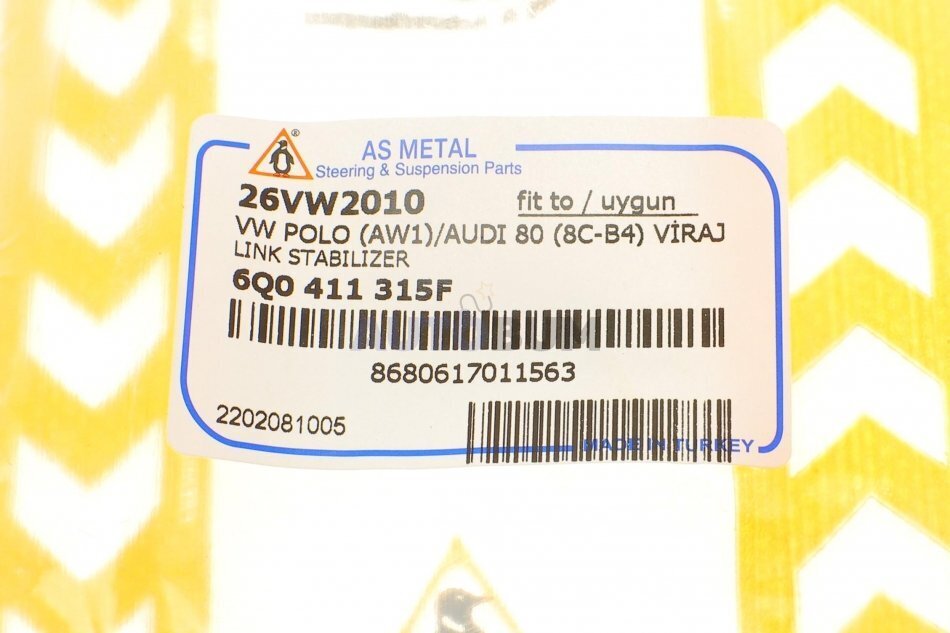 AS METAL
Steering & Suspension Parts
26VW2010 fit to / uygun
VW POLO (AW1)/AUDI 80 (8C-B4) VİRAJ
LINK STABILIZER
6Q0 411 315F
8680617011563
2202081005
MADE IN TURKEY